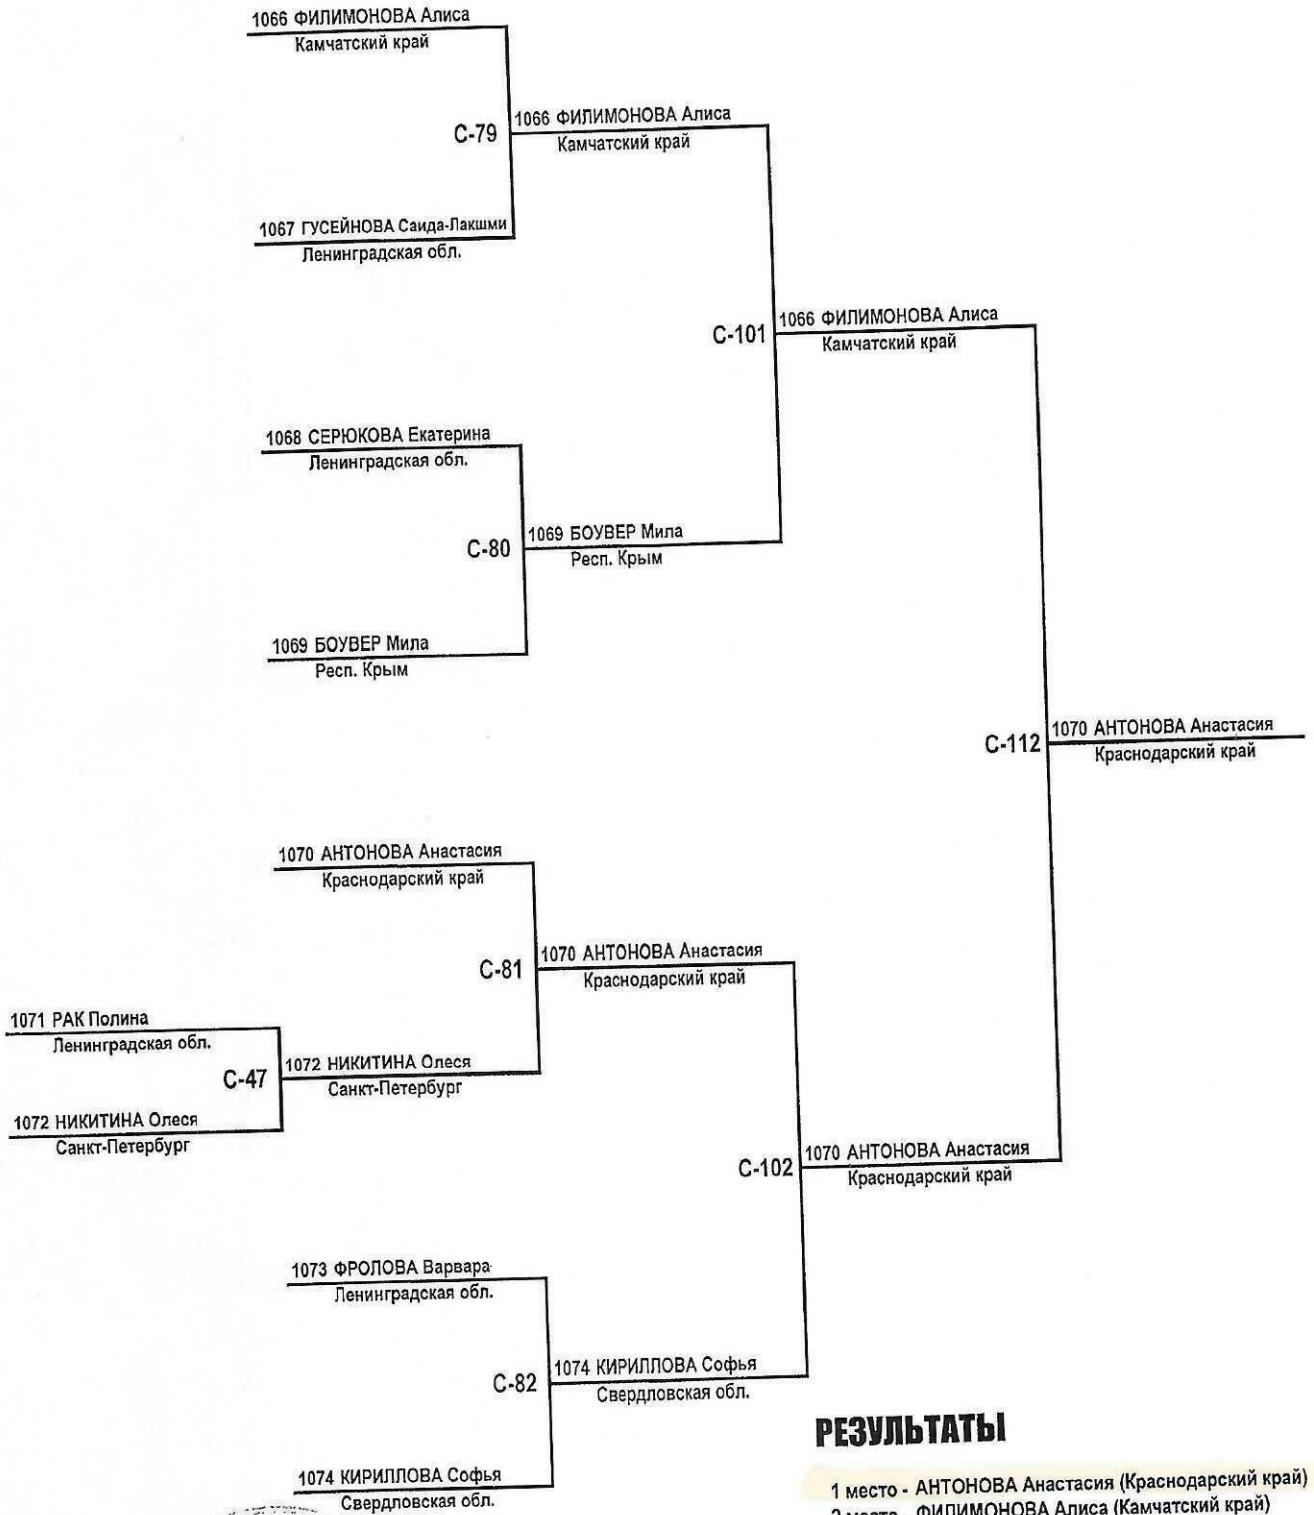 1066 ФИЛИМОНОВА Алиса
Камчатский край
С-79
1066 ФИЛИМОНОВА Алиса
Камчатский край
1067 ГУСЕЙНОВА Саида-Лакшми
Ленинградская обл.
С-101
1066 ФИЛИМОНОВА Алиса
Камчатский край
1068 СЕРЮКОВА Екатерина
Ленинградская обл.
С-80
1069 БОУВЕР Мила
Респ. Крым
1069 БОУВЕР Мила
Респ. Крым
С-112
1070 АНТОНОВА Анастасия
Краснодарский край
1070 АНТОНОВА Анастасия
Краснодарский край
С-81
1070 АНТОНОВА Анастасия
Краснодарский край
1071 РАК Полина
Ленинградская обл.
С-47
1072 НИКИТИНА Олеся
Санкт-Петербург
1072 НИКИТИНА Олеся
Санкт-Петербург
С-102
1070 АНТОНОВА Анастасия
Краснодарский край
1073 ФРОЛОВА Варвара
Ленинградская обл.
С-82
1074 КИРИЛЛОВА Софья
Свердловская обл.
1074 КИРИЛЛОВА Софья
Свердловская обл.
РЕЗУЛЬТАТЫ
1 место - АНТОНОВА Анастасия (Краснодарский край)
2 место - ФИЛИМОНОВА Алиса (Камчатский край)